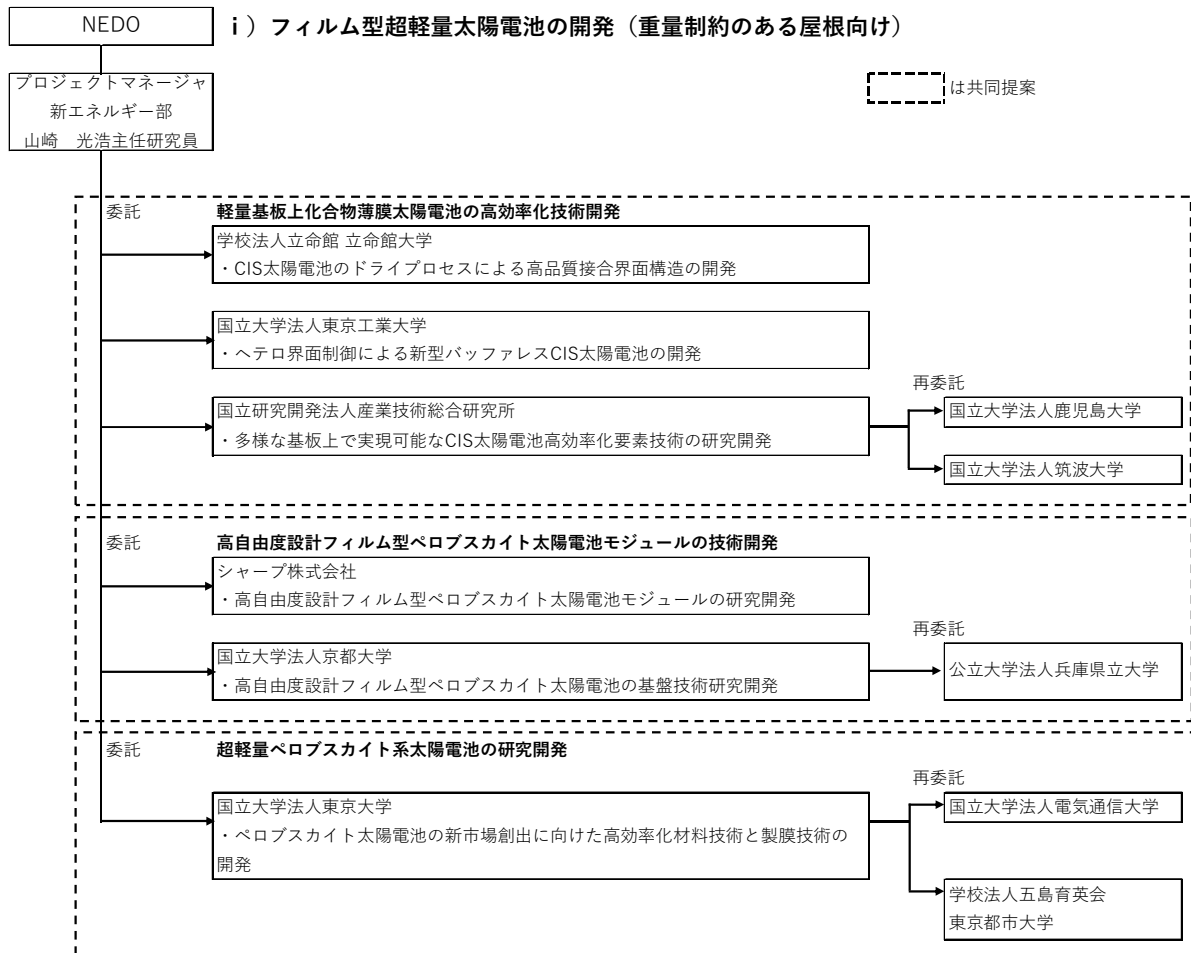 NEDO
ⅰ）フィルム型超軽量太陽電池の開発（重量制約のある屋根向け）
プロジェクトマネージャ
新エネルギー部
山崎　光浩主任研究員
は共同提案
委託
軽量基板上化合物薄膜太陽電池の高効率化技術開発
学校法人立命館 立命館大学
・CIS太陽電池のドライプロセスによる高品質接合界面構造の開発
国立大学法人東京工業大学
・ヘテロ界面制御による新型バッファレスCIS太陽電池の開発
国立研究開発法人産業技術総合研究所
・多様な基板上で実現可能なCIS太陽電池高効率化要素技術の研究開発
再委託
国立大学法人鹿児島大学
国立大学法人筑波大学
委託
高自由度設計フィルム型ペロブスカイト太陽電池モジュールの技術開発
シャープ株式会社
・高自由度設計フィルム型ペロブスカイト太陽電池モジュールの研究開発
国立大学法人京都大学
・高自由度設計フィルム型ペロブスカイト太陽電池の基盤技術研究開発
再委託
公立大学法人兵庫県立大学
委託
超軽量ペロブスカイト系太陽電池の研究開発
国立大学法人東京大学
・ペロブスカイト太陽電池の新市場創出に向けた高効率化材料技術と製膜技術の
開発
再委託
国立大学法人電気通信大学
学校法人五島育英会
東京都市大学